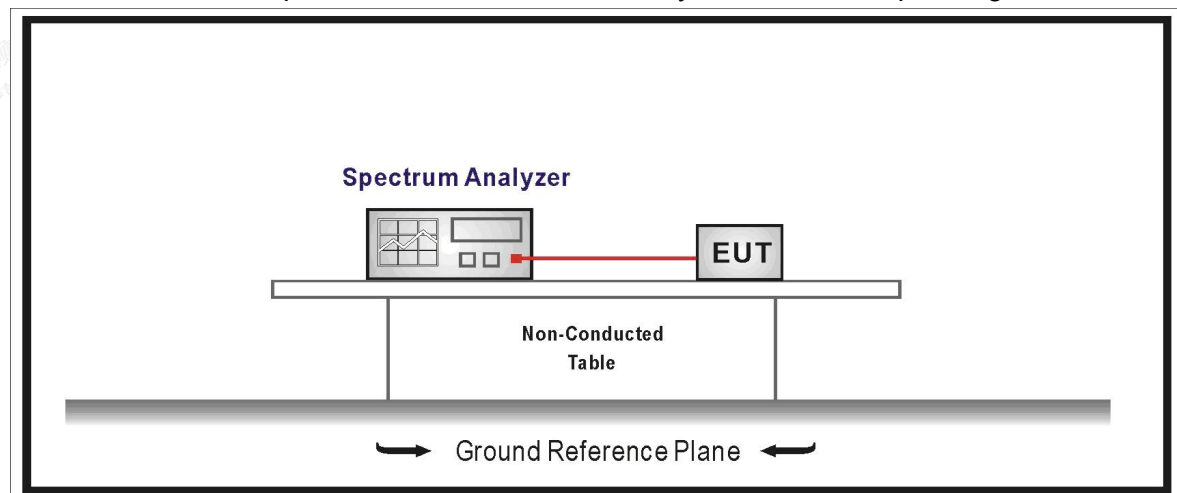 Spectrum Analyzer
EUT
Non-Conducted
Table
Ground Reference Plane